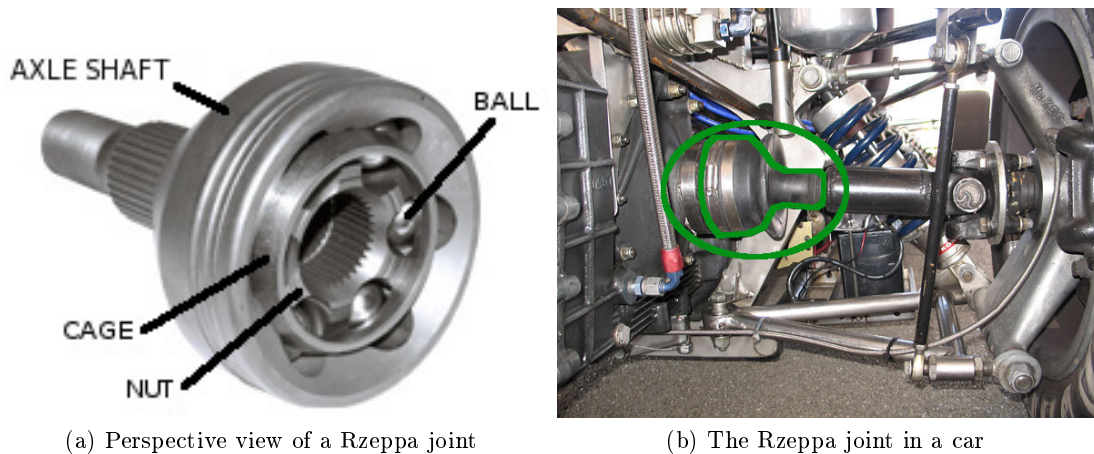 AXLE SHAFT
BALL
CAGE
NUT
(a) Perspective view of a Rzeppa joint
(b) The Rzeppa joint in a car